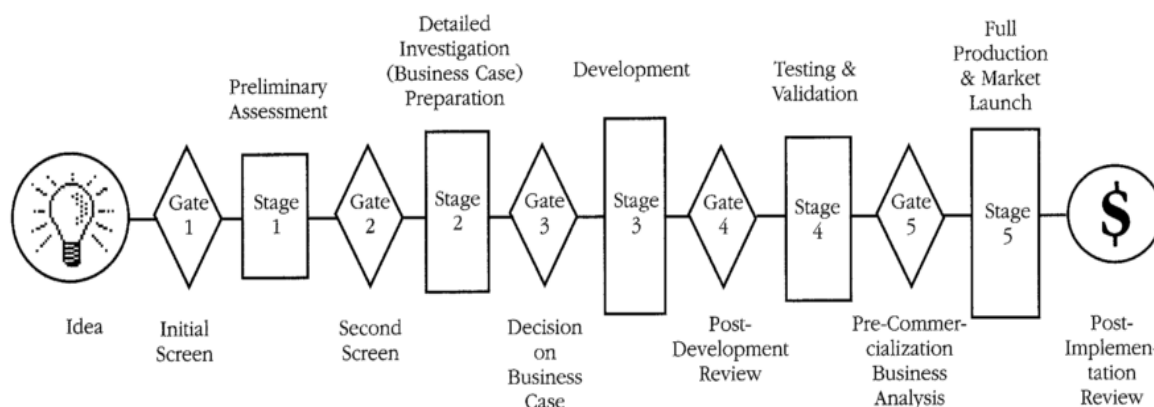 Preliminary
Assessment
Detailed
Investigation
(Business Case)
Preparation
Development
Testing &
Validation
Full
Production
& Market
Launch
Gate
1
Stage
1
Gate
2
Stage
2
Gate
3
Stage
3
Gate
4
Stage
4
Gate
5
Stage
5
$
Idea
Initial
Screen
Second
Screen
Decision
on
Business
Case
Post-
Development
Review
Pre-Commer-
cialization
Business
Analysis
Post-
Implemen-
tation
Review